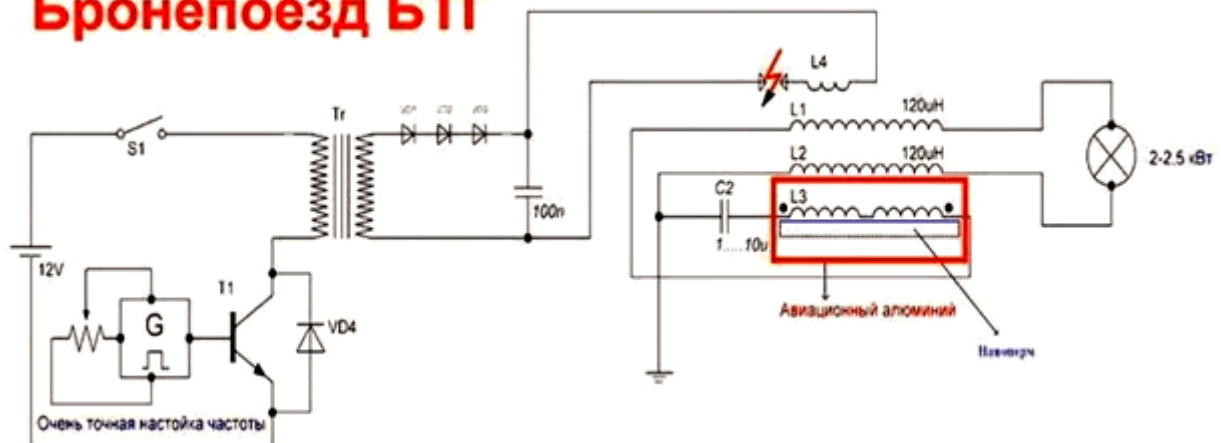 Бронепоезд БТГ
L4
Tr
L1
120uH
S1
L2
120uH
2-2.5 кВт
C2
L3
100n
1.....10u
12V
T1
Авиационный алюминий
G
VD4
Очень точная настойка частоты